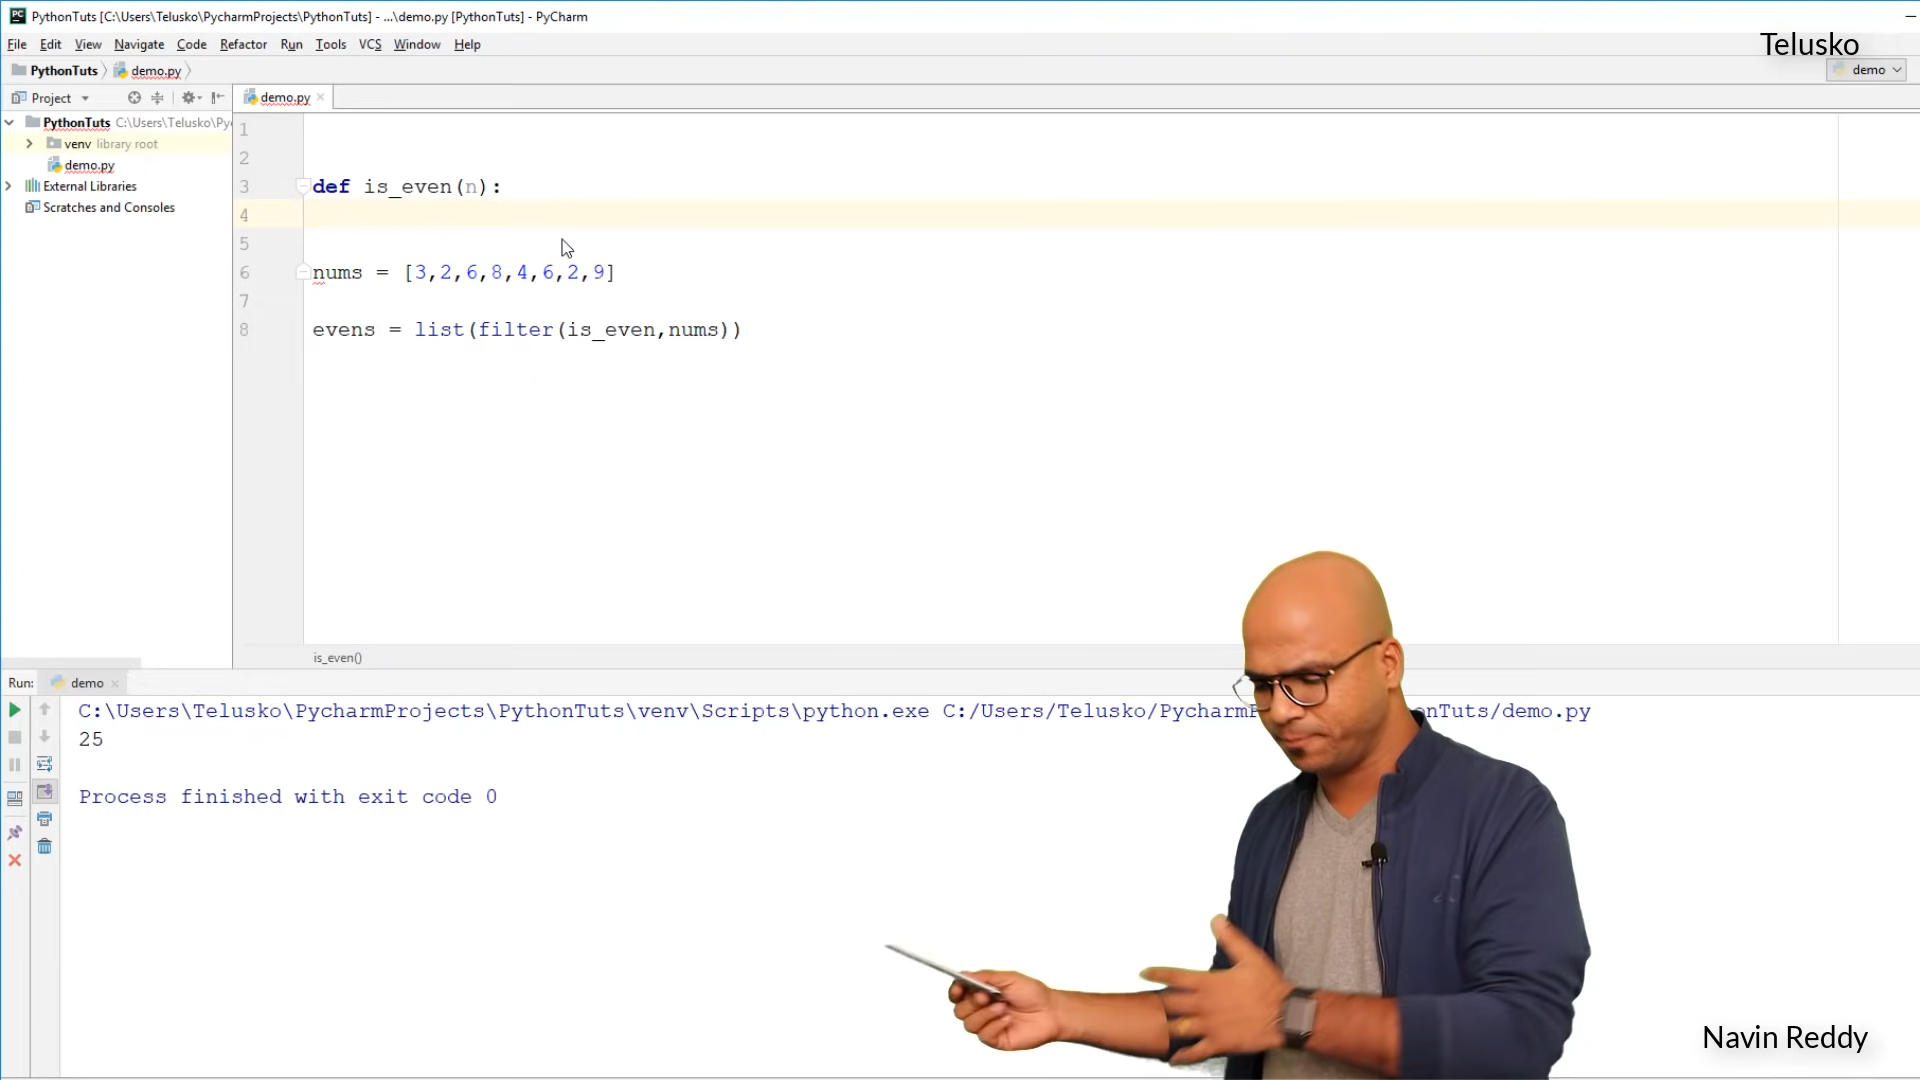 PythonTuts [C:\Users\Telusko\PycharmProjects\PythonTuts] - ...\demo.py [PythonTuts] - PyCharm
File Edit View Navigate Code Refactor Run Tools VCS Window Help
Telusko
PythonTuts demo.py
demo
Project
demo.py
PythonTuts C:\Users\Telusko\Py
venv library root
demo.py
External Libraries
Scratches and Consoles
1
2
3 def is_even(n):
4
5
6 nums = [3,2,6,8,4,6,2,9]
7
8 evens = list(filter(is_even,nums))
is_even()
Run: demo
C:\Users\Telusko\PycharmProjects\PythonTuts\venv\Scripts\python.exe C:/Users/Telusko/Pycharm onTuts/demo.py
25
Process finished with exit code 0
Navin Reddy